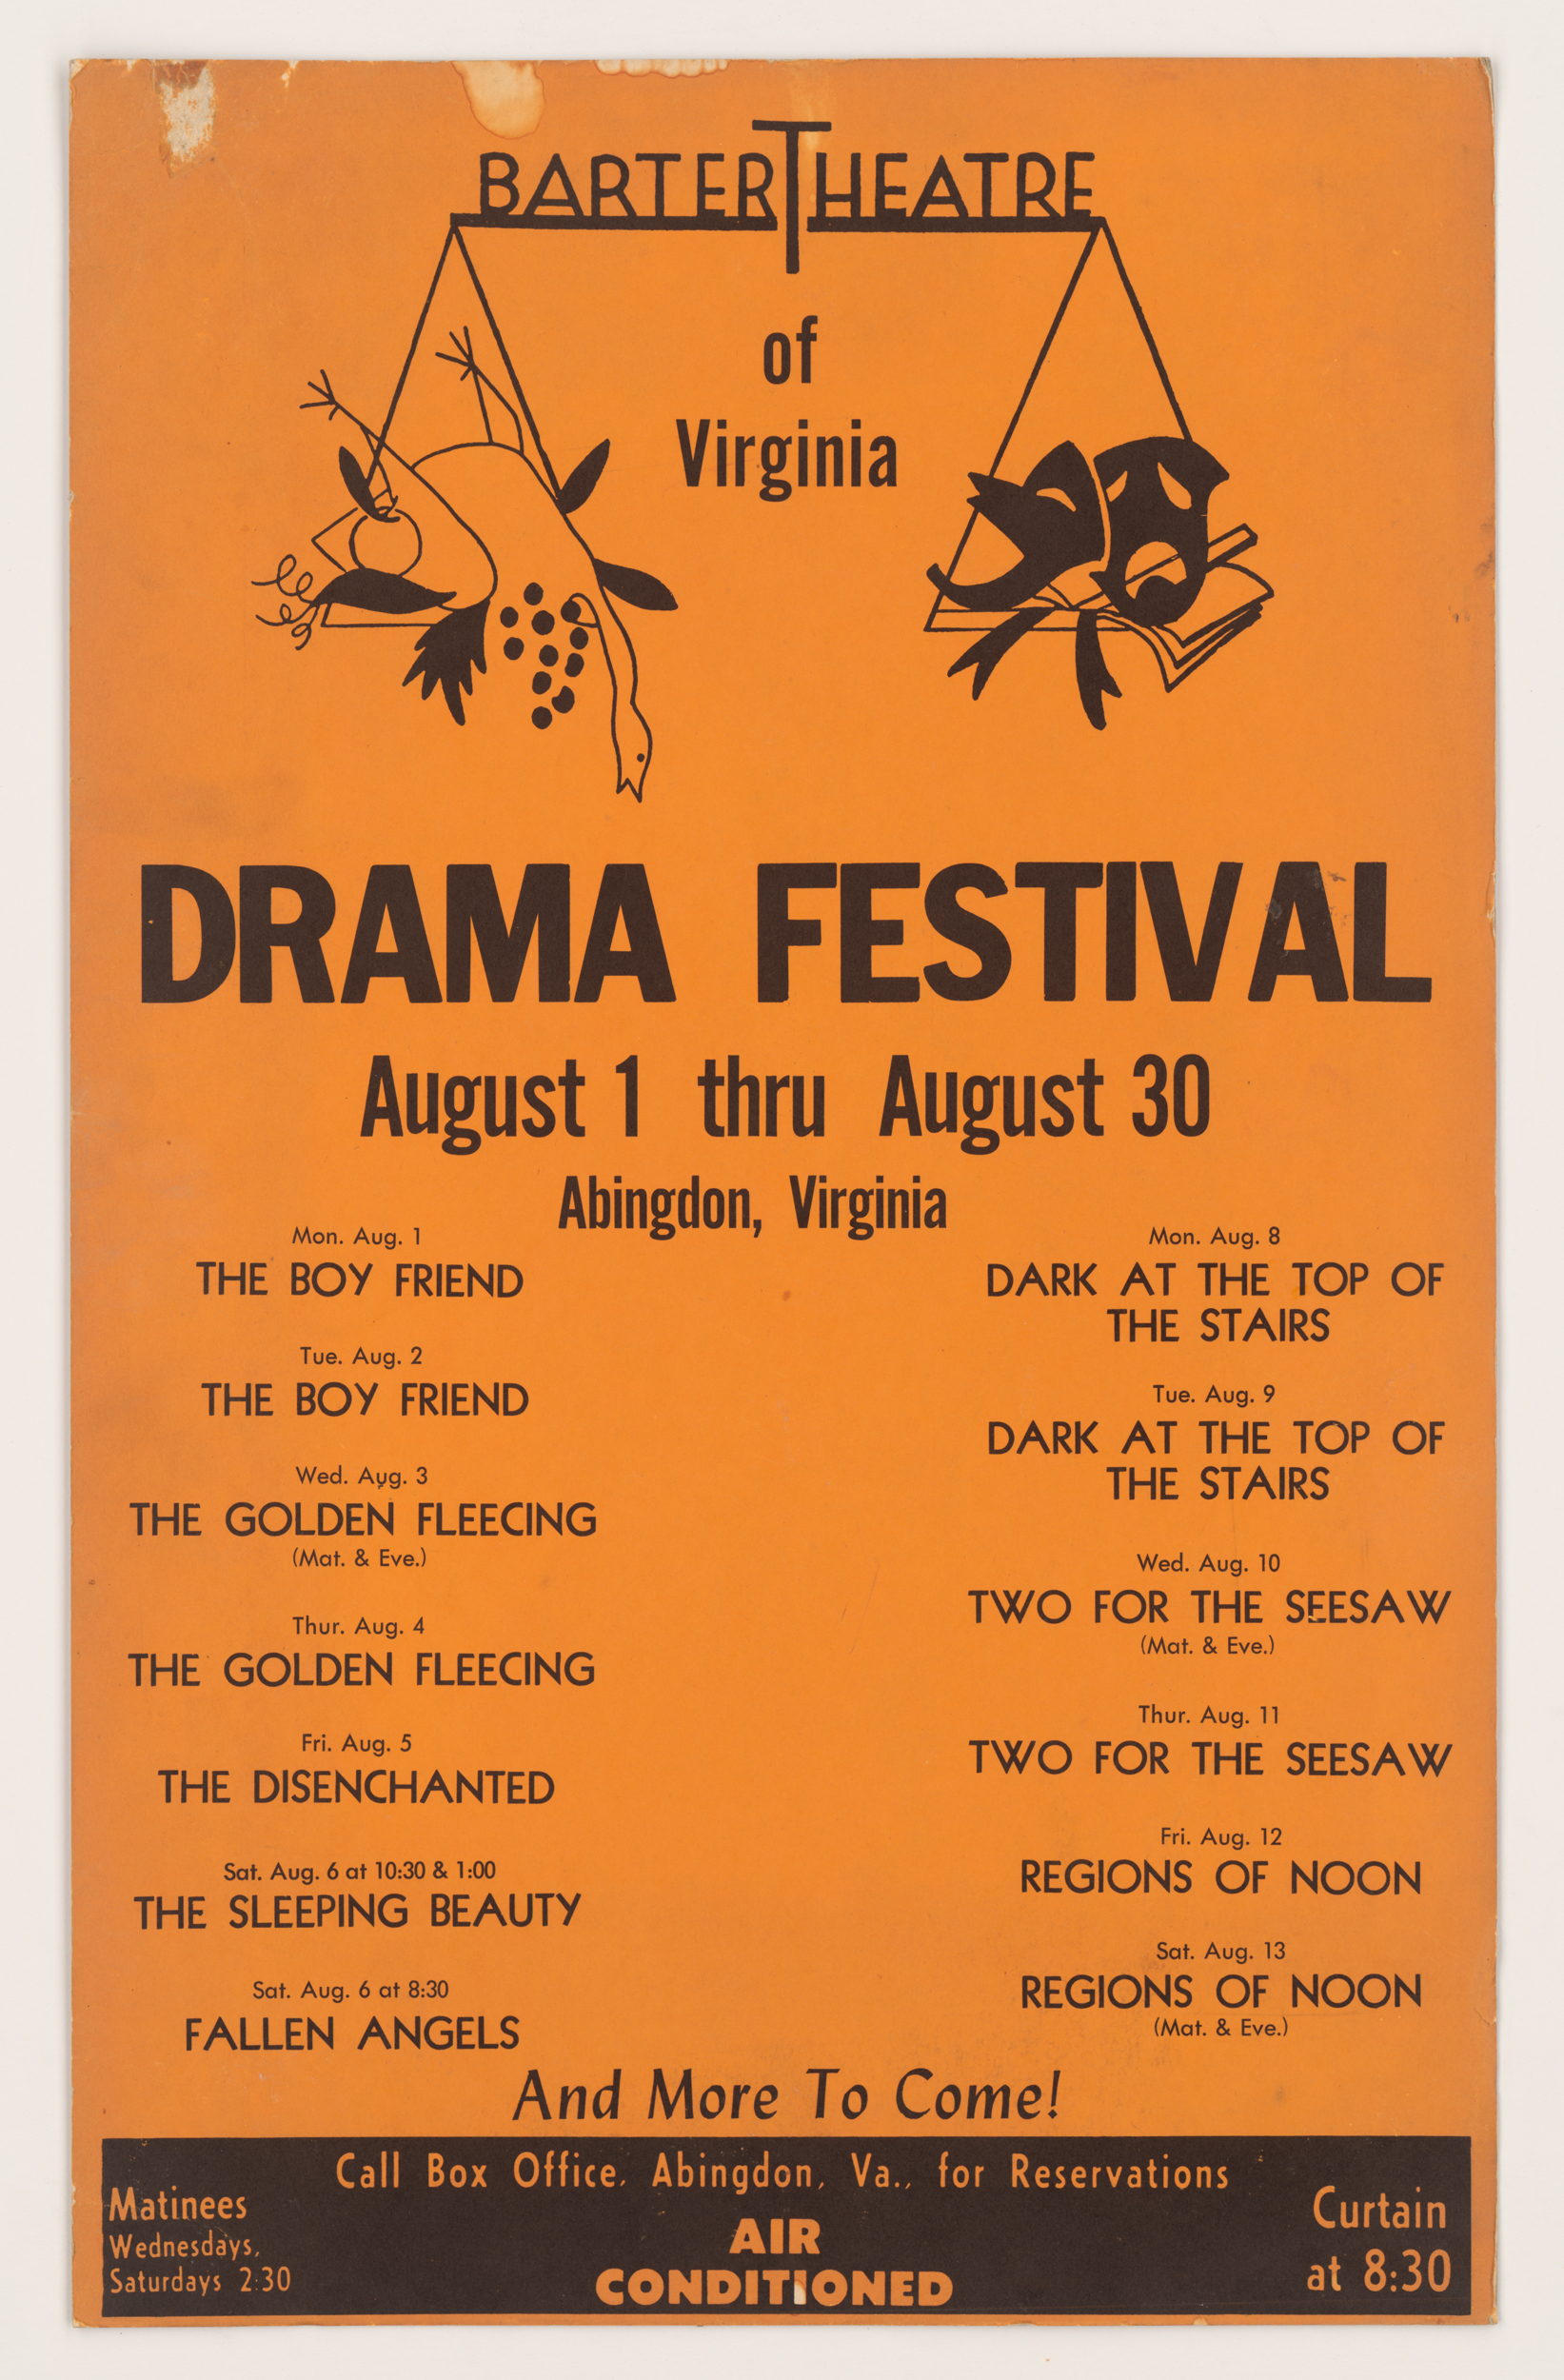 BARTER THEATRE
of
Virginia
DRAMA FESTIVAL
August 1 thru August 30
Abingdon, Virginia
Mon. Aug. 1
THE BOY FRIEND
Tue. Aug. 2
THE BOY FRIEND
Wed. Aug. 3
THE GOLDEN FLEECING
(Mat. & Eve.)
Thur. Aug. 4
THE GOLDEN FLEECING
Fri. Aug. 5
THE DISENCHANTED
Sat. Aug. 6 at 10:30 & 1:00
THE SLEEPING BEAUTY
Sat. Aug. 6 at 8:30
FALLEN ANGELS
Mon. Aug. 8
DARK AT THE TOP OF
THE STAIRS
Tue. Aug. 9
DARK AT THE TOP OF
THE STAIRS
Wed. Aug. 10
TWO FOR THE SEESAW
(Mat. & Eve.)
Thur. Aug. 11
TWO FOR THE SEESAW
Fri. Aug. 12
REGIONS OF NOON
Sat. Aug. 13
REGIONS OF NOON
(Mat. & Eve.)
And More To Come!
Call Box Office, Abingdon, Va., for Reservations
Matinees
Wednesdays,
Saturdays 2:30
AIR
CONDITIONED
Curtain
at 8:30